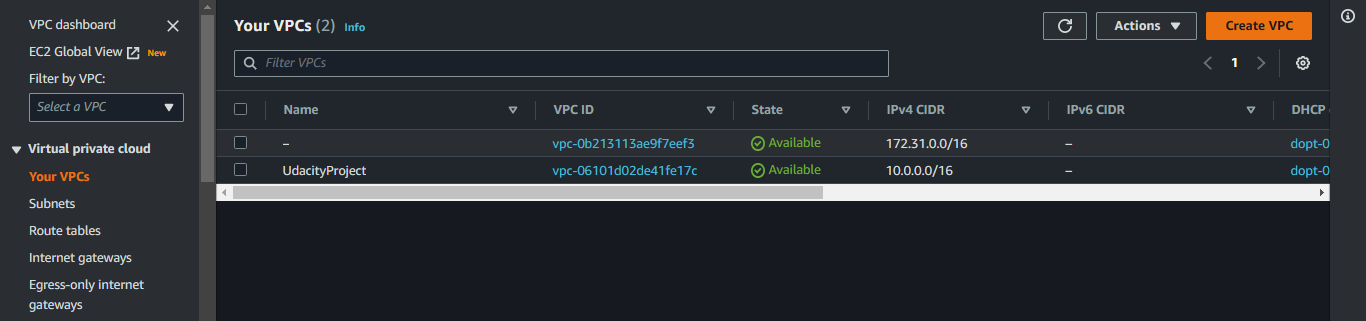 VPC dashboard
EC2 Global View New
Filter by VPC:
Select a VPC
Virtual private cloud
Your VPCs
Subnets
Route tables
Internet gateways
Egress-only internet
gateways
Your VPCs (2) Info
Actions
Create VPC
Filter VPCs
1
Name VPC ID State IPv4 CIDR IPv6 CIDR DHCP
– vpc-0b213113ae9f7eef3 Available 172.31.0.0/16 – dopt-0
UdacityProject vpc-06101d02de41fe17c Available 10.0.0.0/16 – dopt-0